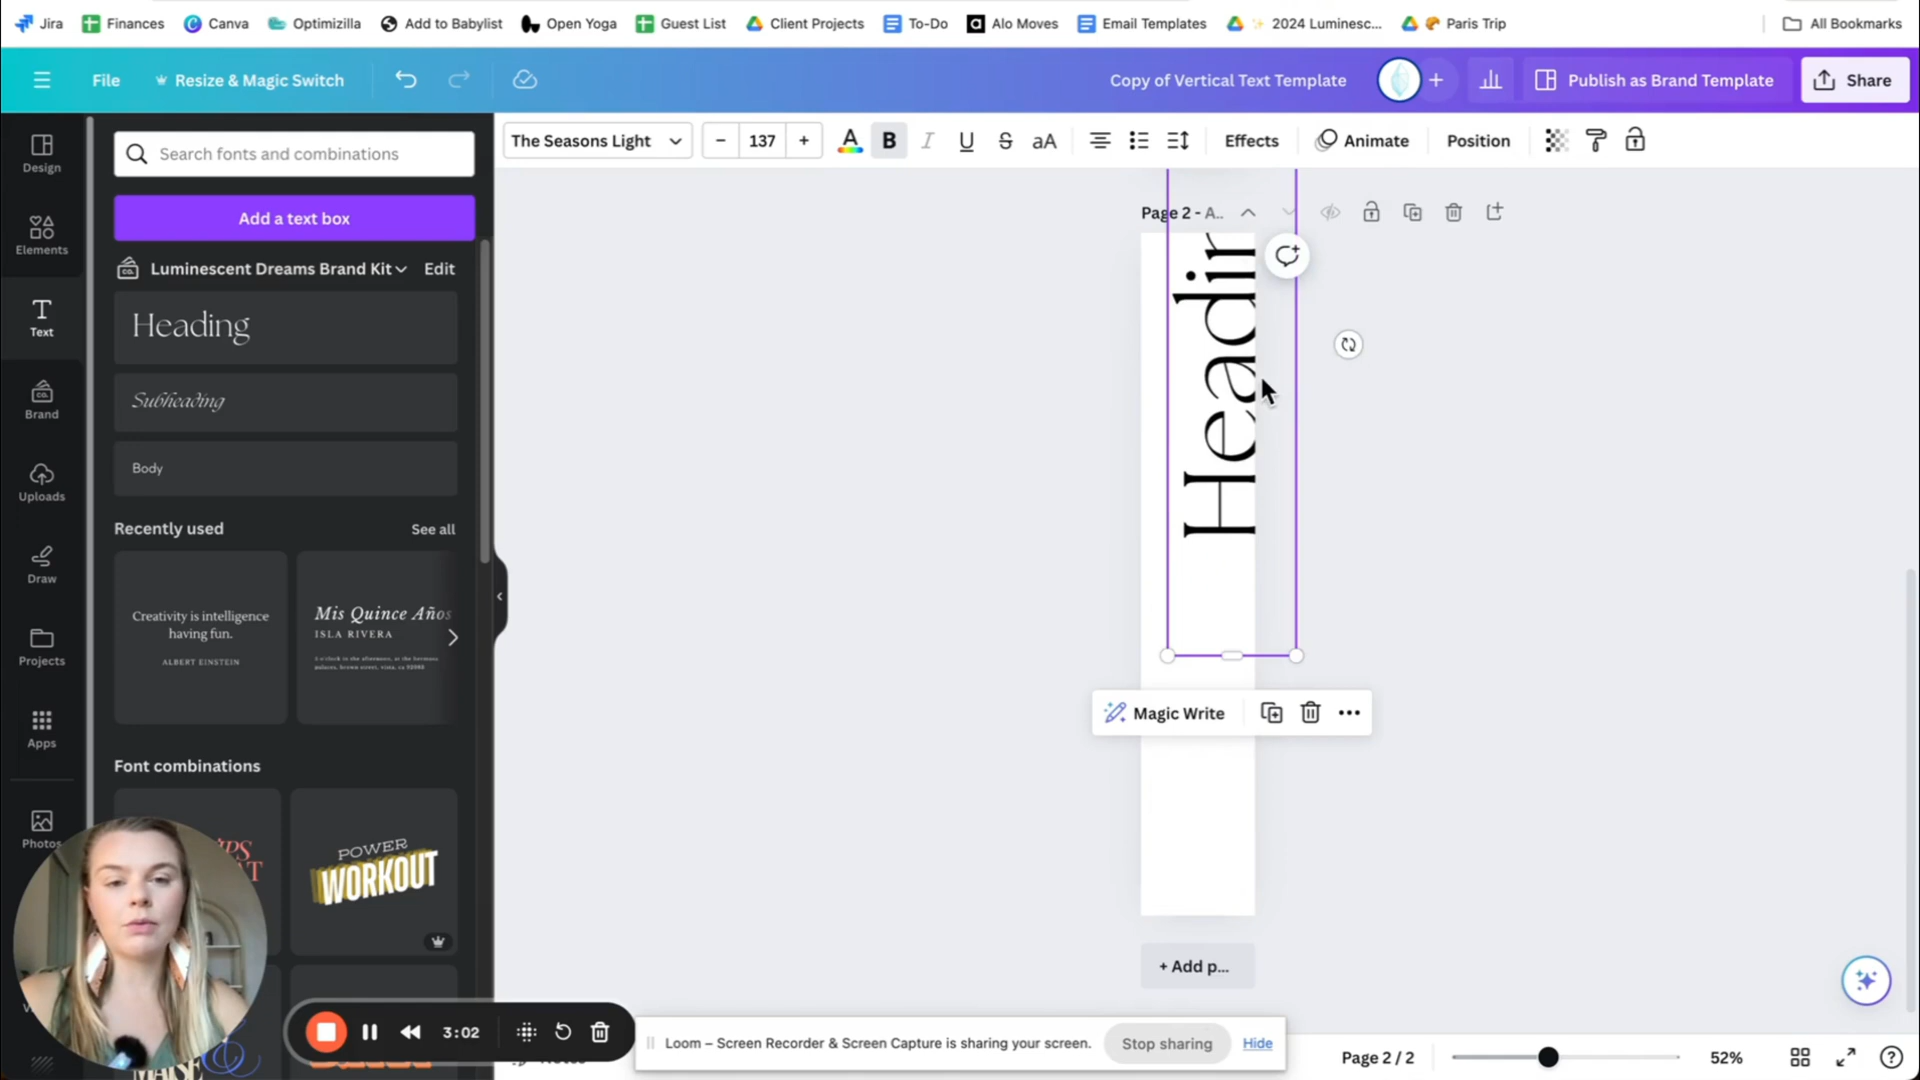 Jira
Finances
Canva
Optimizilla
Add to Babylist
Open Yoga
Guest List
Client Projects
To-Do
Alo Moves
Email Templates
2024 Luminesc...
Paris Trip
All Bookmarks
File
Resize & Magic Switch
Copy of Vertical Text Template
Publish as Brand Template
Share
Design
Elements
Text
Brand
Uploads
Draw
Projects
Apps
Photos
Search fonts and combinations
Add a text box
Luminescent Dreams Brand Kit
Edit
Heading
Subheading
Body
Recently used
See all
Creativity is intelligence
having fun.
ALBERT EINSTEIN
Mis Quince Años
ISLA RIVERA
Font combinations
POWER
WORKOUT
The Seasons Light
137
A
B
I
U
S
aA
Effects
Animate
Position
Page 2 - A..
Headin
Magic Write
+ Add p...
3:02
Loom – Screen Recorder & Screen Capture is sharing your screen.
Stop sharing
Hide
Page 2 / 2
52%